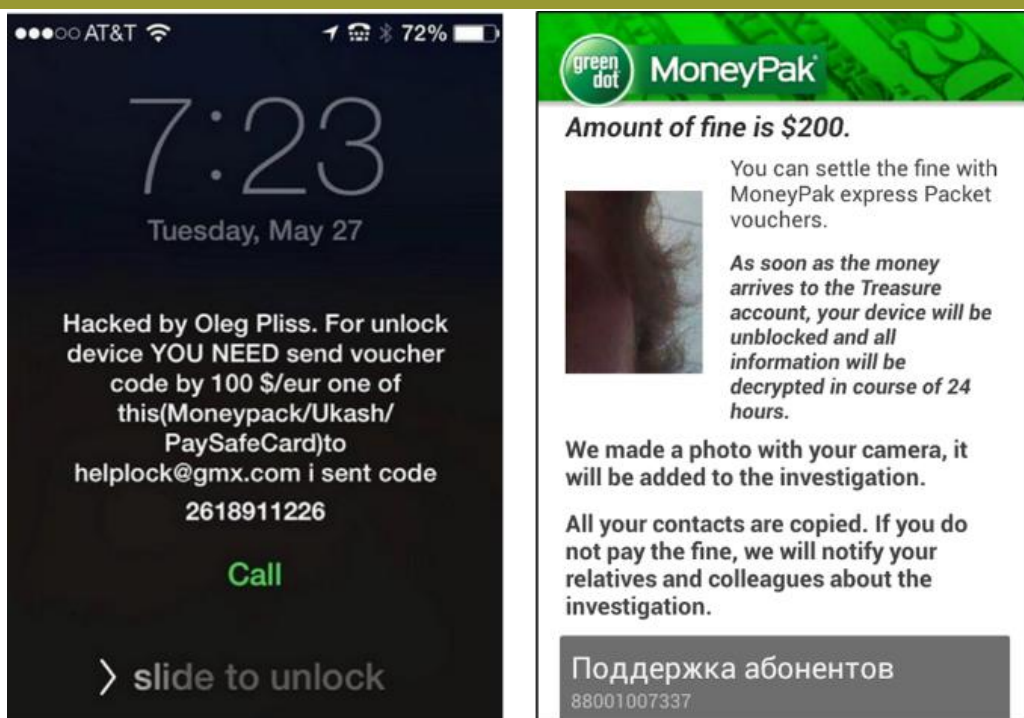 AT&T
72%
7:23
Tuesday, May 27
Hacked by Oleg Pliss. For unlock
device YOU NEED send voucher
code by 100 $/eur one of
this(Moneypack/Ukash/
PaySafeCard)to
helplock@gmx.com i sent code
2618911226
Call
slide to unlock
green
dot
MoneyPak
Amount of fine is $200.
You can settle the fine with
MoneyPak express Packet
vouchers.
As soon as the money
arrives to the Treasure
account, your device will be
unblocked and all
information will be
decrypted in course of 24
hours.
We made a photo with your camera, it
will be added to the investigation.
All your contacts are copied. If you do
not pay the fine, we will notify your
relatives and colleagues about the
investigation.
Поддержка абонентов
88001007337